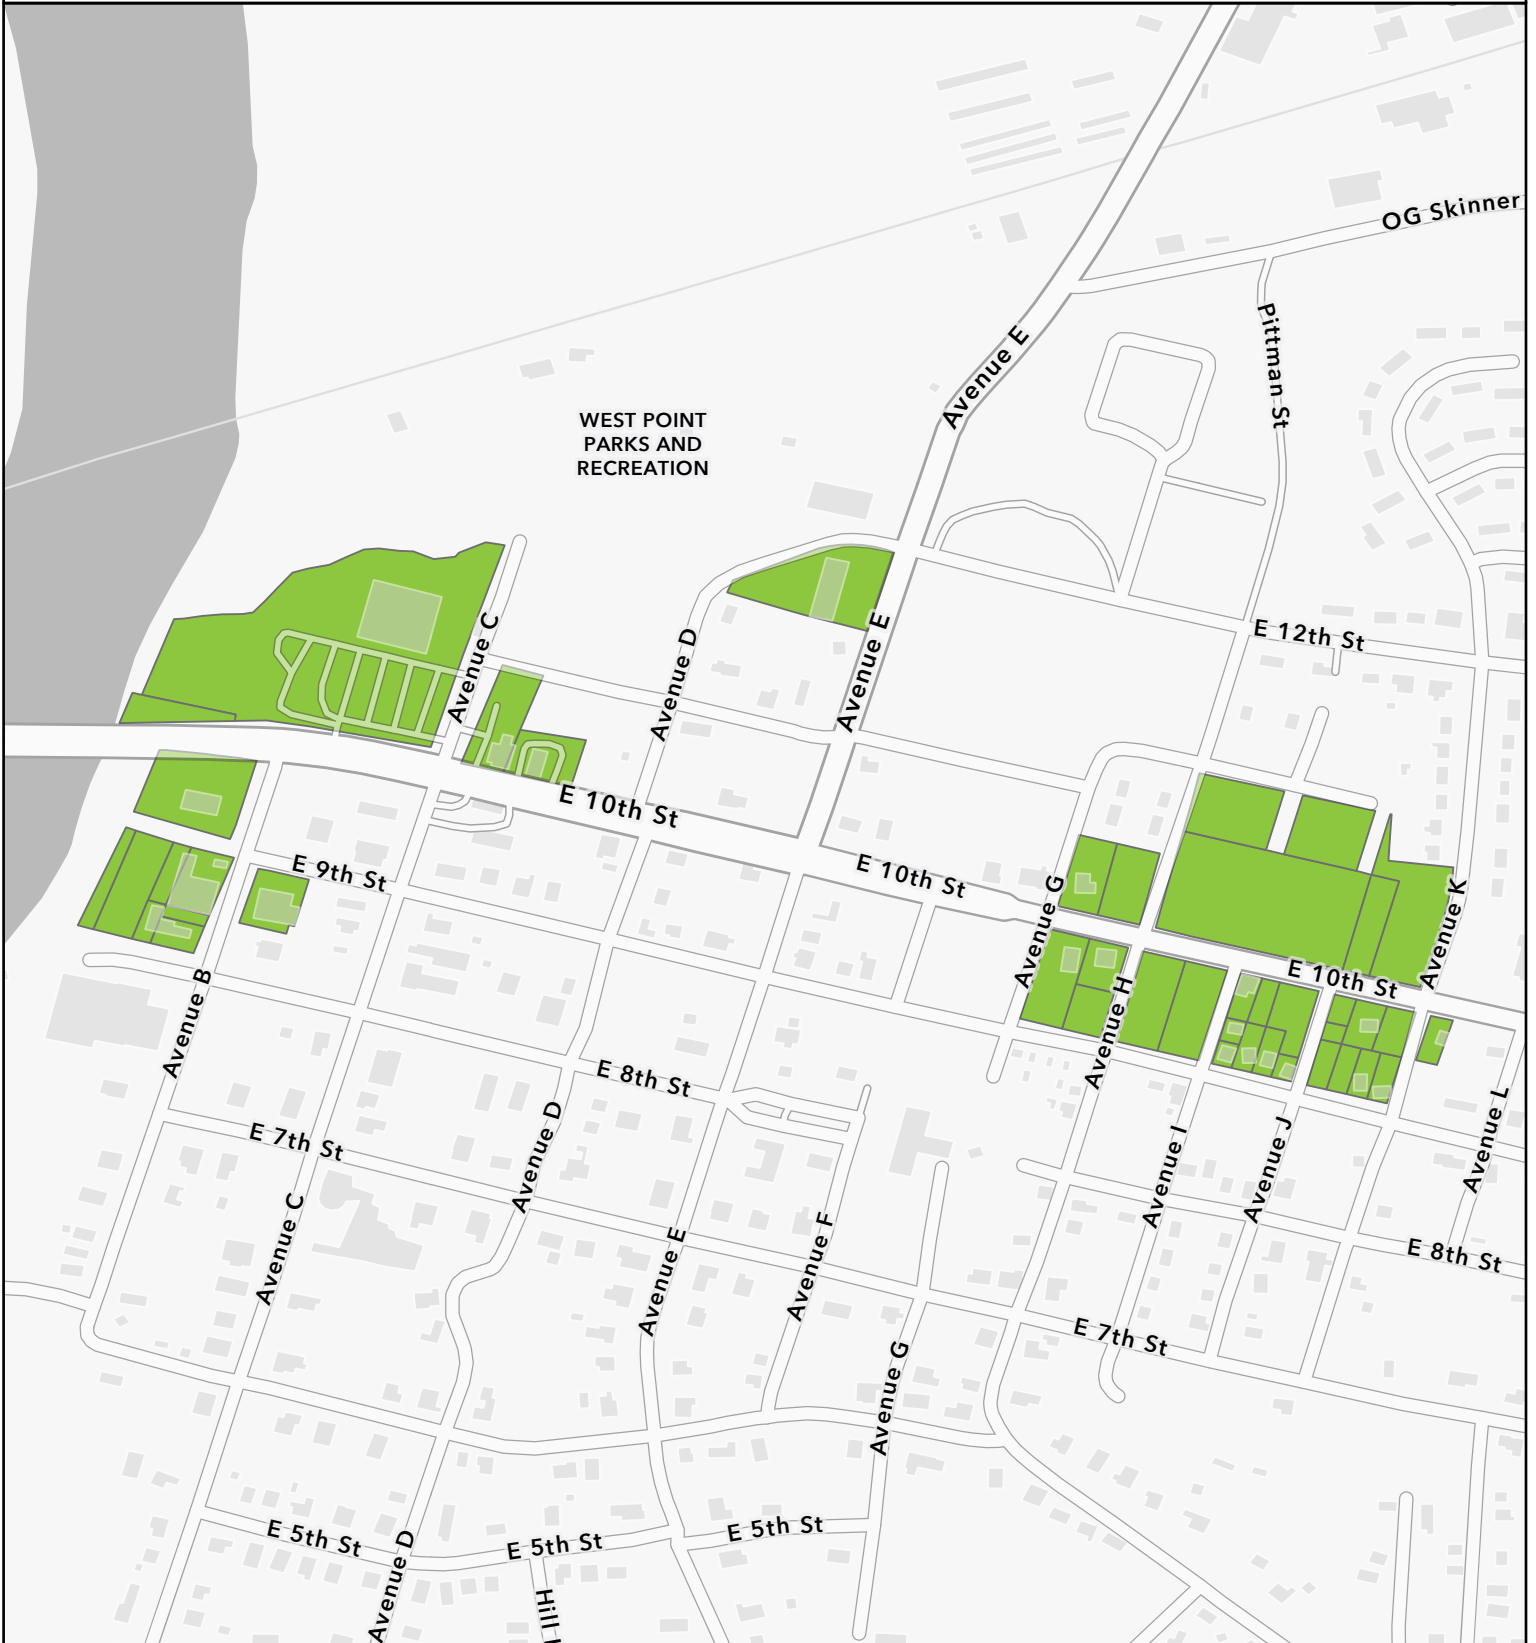 OG Skinner
Pittman St
Avenue E
WEST POINT
PARKS AND
RECREATION
E 12th St
Avenue C
Avenue D
Avenue E
E 10th St
E 10th St
E 9th St
Avenue G
Avenue K
E 10th St
Avenue B
Avenue H
E 8th St
Avenue L
E 7th St
Avenue D
Avenue I
Avenue J
Avenue C
Avenue E
Avenue F
E 8th St
E 7th St
Avenue G
E 5th St
E 5th St
E 5th St
Avenue D
Hill